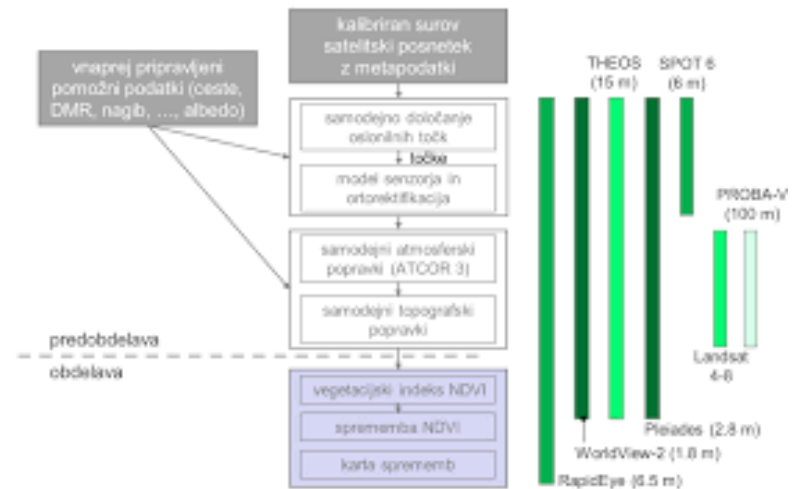 kalibriran surov
satelitski posnetek
z metapodatki
vnaprej pripravljeni
pomožni podatki (ceste,
DMR, nagib, ..., albedo)
samodejno določanje
oslonilnih točk
točke
model senzorja in
ortorektifikacija
samodejni atmosferski
popravki (ATCOR 3)
samodejni topografski
popravki
predobdelava
obdelava
vegetacijski indeks NDVI
sprememba NDVI
karta sprememb
THEOS
(15 m)
SPOT 6
(6 m)
PROBA-V
(100 m)
Landsat
4-8
Pleiades (2.8 m)
WorldView-2 (1.8 m)
RapidEye (6.5 m)